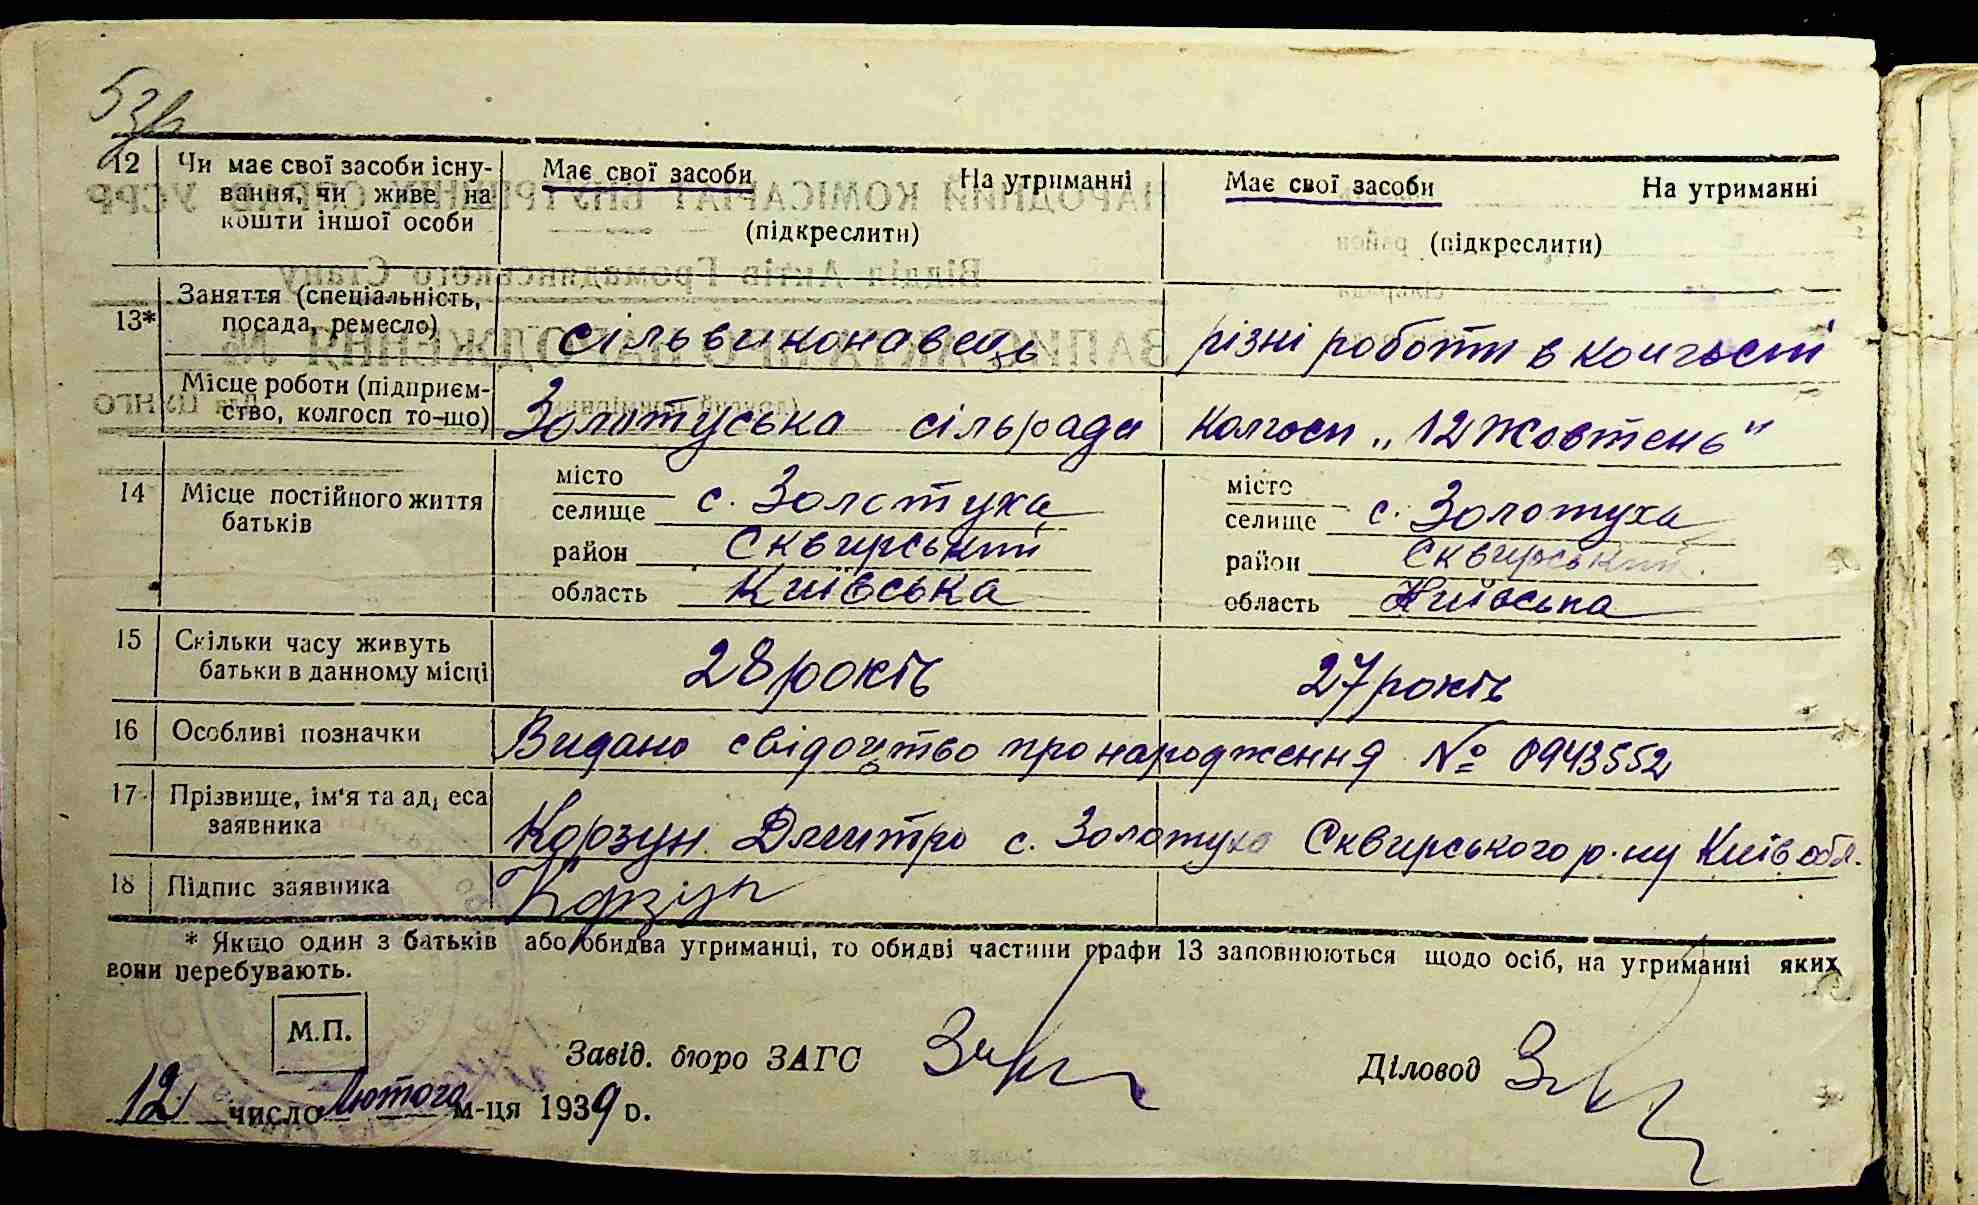 53р
12 Чи має свої засоби існу- Має свої засоби На утриманні Має свої засоби На утриманні
вання, чи живе на
кошти іншої особи (підкреслити) (підкреслити)
13* Заняття (спеціальність,
посада, ремесло) сільвиконавець різні роботи в колгоспі
Місце роботи (підприєм-
ство, колгосп то-що) Золотуська сільрада Колгосп „12 Жовтень"
14 Місце постійного життя
батьків
місто місто
селище с. Золотуха селище с. Золотуха
район Сквирський район Сквирський
область Київська область Київська
15 Скільки часу живуть
батьки в данному місці 28 років 27 років
16 Особливі позначки Видано свідоцтво про народження № 0943552
17 Прізвище, ім'я та адреса
заявника Корзун Дмитро с. Золотуха Сквирського р-ну Київ обл.
18 Підпис заявника Корзун
* Якщо один з батьків або обидва утриманці, то обидві частини графи 13 заповнюються щодо осіб, на утриманні яких
вони перебувають.
М.П.
Завід. бюро ЗАГС Діловод
12 число Лютого м-ця 1939 р.